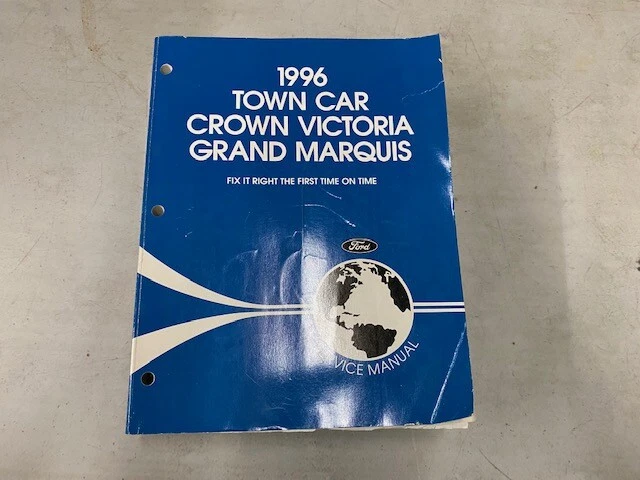 1996
TOWN CAR
CROWN VICTORIA
GRAND MARQUIS
FIX IT RIGHT THE FIRST TIME ON TIME
Ford
VICE MANUAL